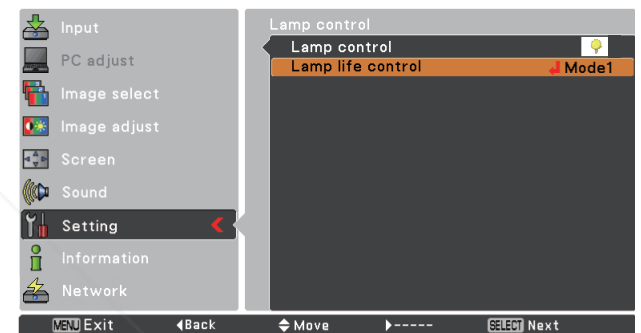 Input
PC adjust
Image select
Image adjust
Screen
Sound
Setting
Information
Network
Lamp control
Lamp control
Lamp life control Mode1
MENU Exit Back Move ----- SELECT Next